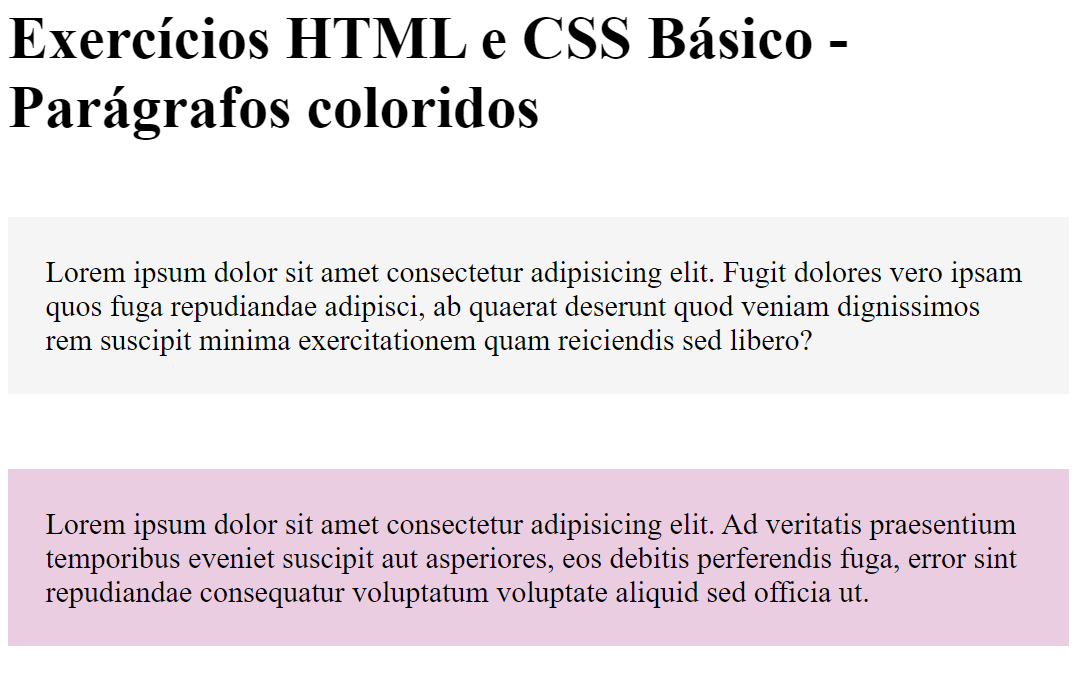 Exercícios HTML e CSS Básico -
Parágrafos coloridos
Lorem ipsum dolor sit amet consectetur adipisicing elit. Fugit dolores vero ipsam
quos fuga repudiandae adipisci, ab quaerat deserunt quod veniam dignissimos
rem suscipit minima exercitationem quam reiciendis sed libero?
Lorem ipsum dolor sit amet consectetur adipisicing elit. Ad veritatis praesentium
temporibus eveniet suscipit aut asperiores, eos debitis perferendis fuga, error sint
repudiandae consequatur voluptatum voluptate aliquid sed officia ut.